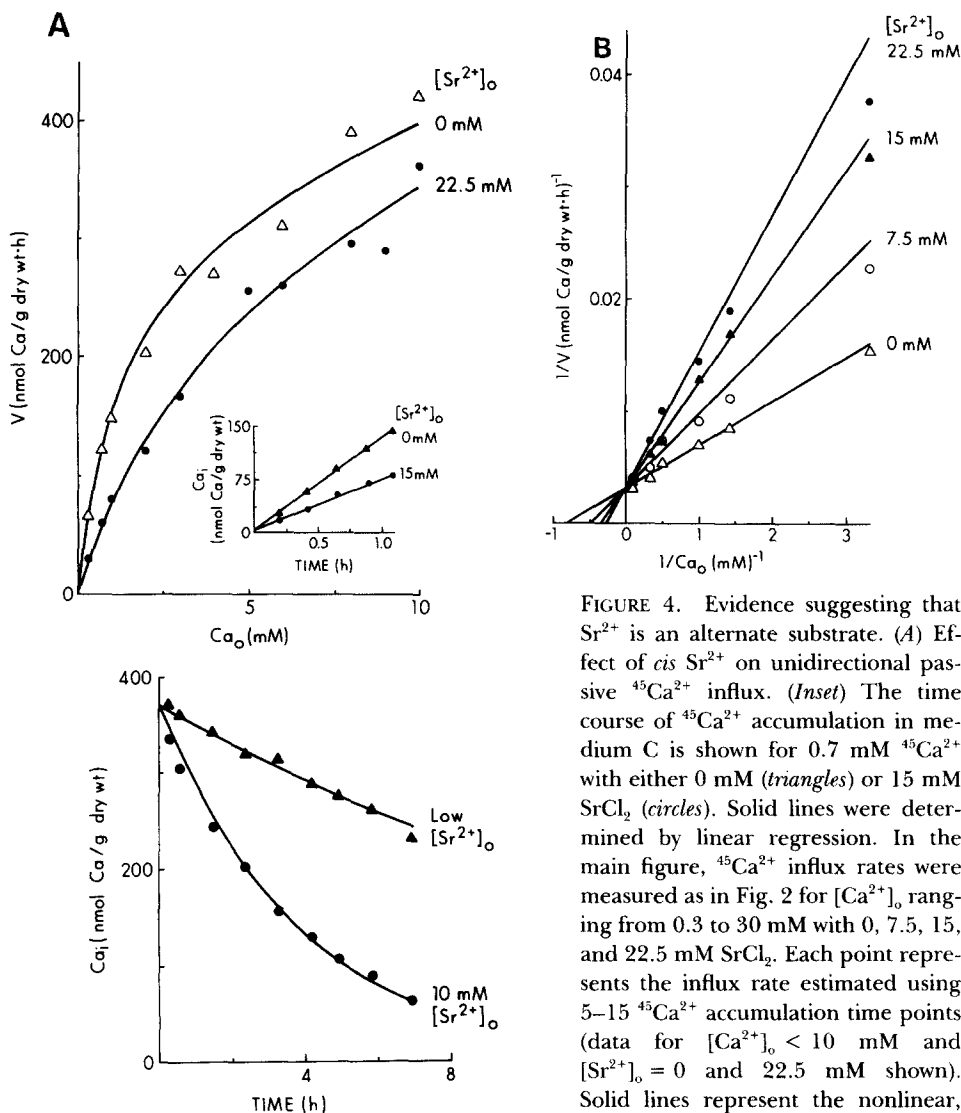 A
[Sr²⁺]ₒ
0 mM
22.5 mM
400
200
0
V (nmol Ca/g dry wt·h)
0
5
10
Caₒ (mM)
[Sr²⁺]ₒ
0 mM
15 mM
150
75
0
Caᵢ
(nmol Ca/g dry wt)
0.5
1.0
TIME (h)
B
[Sr²⁺]ₒ
22.5 mM
15 mM
7.5 mM
0 mM
0.04
0.02
1/V (nmol Ca/g dry wt·h)⁻¹
-1
0
1
2
3
1/Caₒ (mM)⁻¹
400
200
0
Caᵢ (nmol Ca/g dry wt)
Low
[Sr²⁺]ₒ
10 mM
[Sr²⁺]ₒ
4
8
TIME (h)
FIGURE 4. Evidence suggesting that
Sr²⁺ is an alternate substrate. (A) Ef-
fect of cis Sr²⁺ on unidirectional pas-
sive ⁴⁵Ca²⁺ influx. (Inset) The time
course of ⁴⁵Ca²⁺ accumulation in me-
dium C is shown for 0.7 mM ⁴⁵Ca²⁺
with either 0 mM (triangles) or 15 mM
SrCl₂ (circles). Solid lines were deter-
mined by linear regression. In the
main figure, ⁴⁵Ca²⁺ influx rates were
measured as in Fig. 2 for [Ca²⁺]ₒ rang-
ing from 0.3 to 30 mM with 0, 7.5, 15,
and 22.5 mM SrCl₂. Each point repre-
sents the influx rate estimated using
5–15 ⁴⁵Ca²⁺ accumulation time points
(data for [Ca²⁺]ₒ < 10 mM and
[Sr²⁺]ₒ = 0 and 22.5 mM shown).
Solid lines represent the nonlinear,